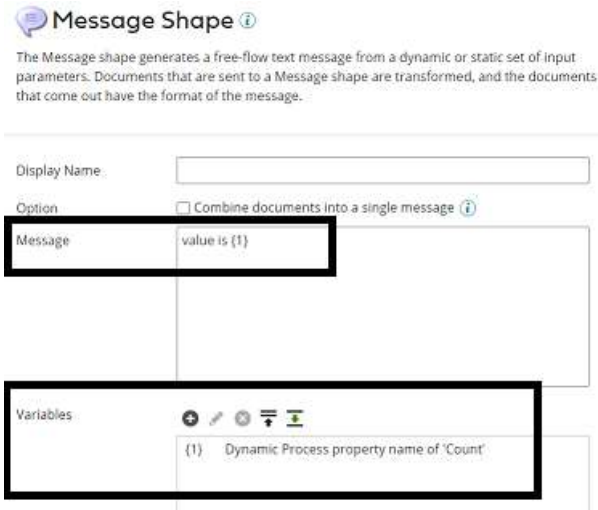 Message Shape
The Message shape generates a free-flow text message from a dynamic or static set of input
parameters. Documents that are sent to a Message shape are transformed, and the documents
that come out have the format of the message.
Display Name
Option Combine documents into a single message
Message value is {1}
Variables
{1} Dynamic Process property name of 'Count'